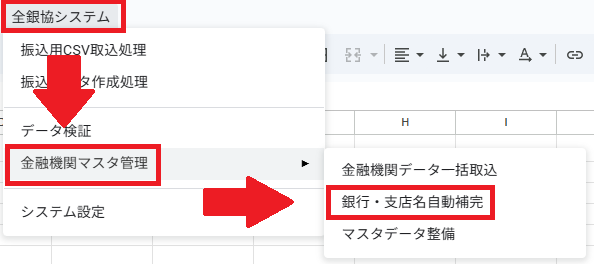 全銀協システム
振込用CSV取込処理
振込 タ作成処理
データ検証
金融機関マスタ管理
システム設定
H
I
金融機関データ一括取込
銀行・支店名自動補完
マスタデータ整備